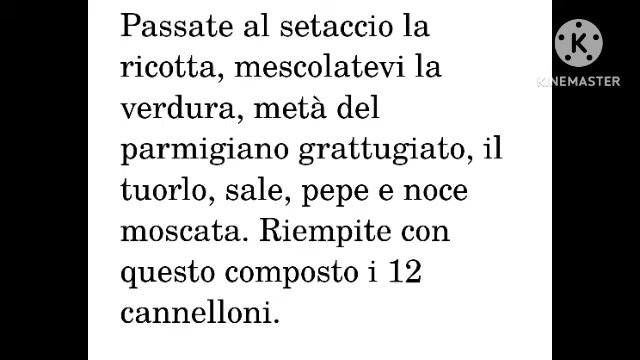 Passate al setaccio la
ricotta, mescolatevi la
verdura, metà del
parmigiano grattugiato, il
tuorlo, sale, pepe e noce
moscata. Riempite con
questo composto i 12
cannelloni.
K
KINEMASTER